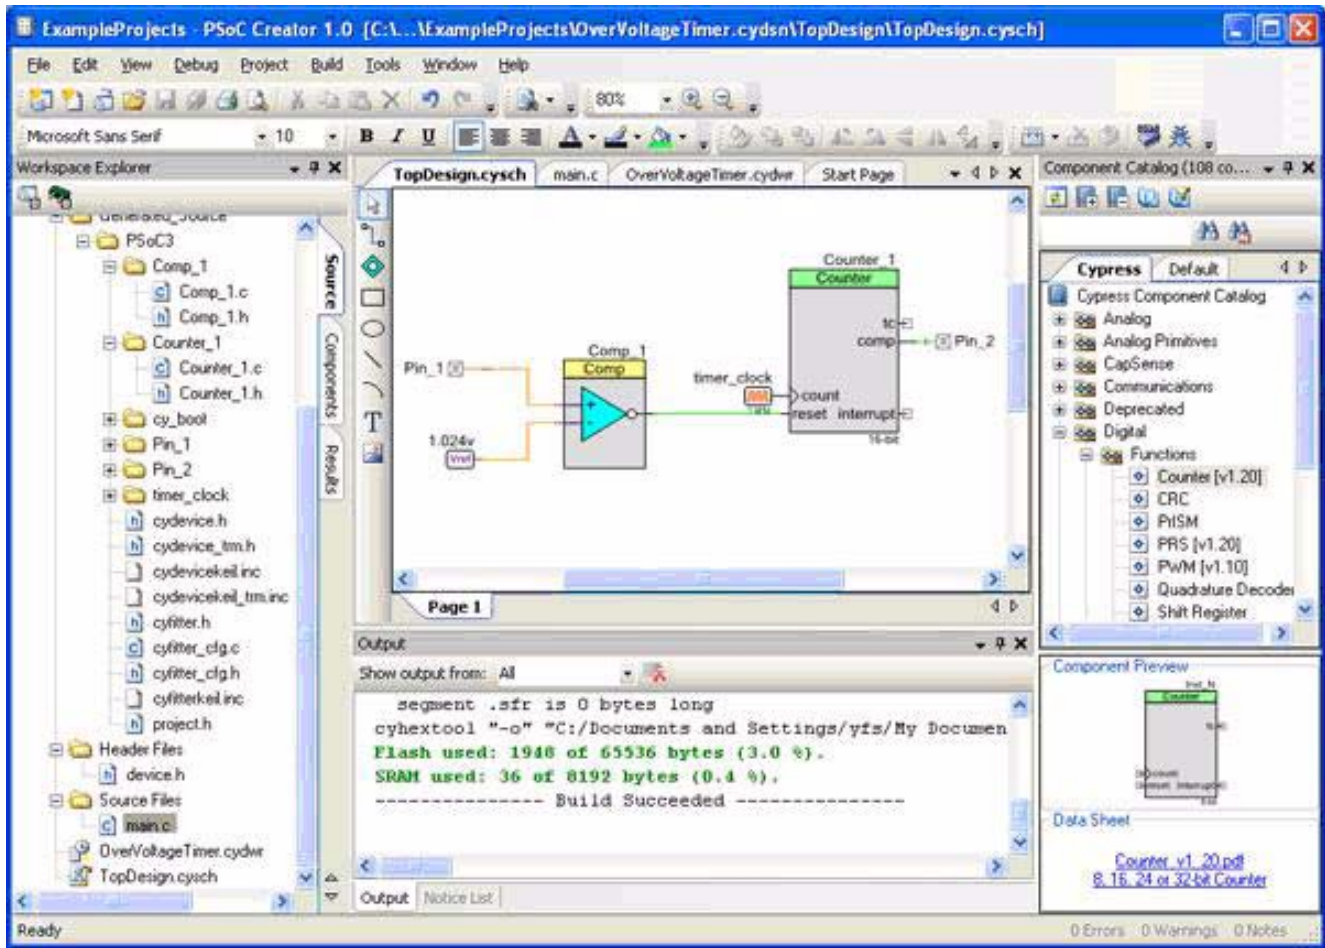 ExampleProjects - PSoC Creator 1.0 [C:\...\ExampleProjects\OverVoltageTimer.cydsn\TopDesign\TopDesign.cysch]
File Edit View Debug Project Build Tools Window Help
80%
Microsoft Sans Serif 10 B I U A
Workspace Explorer
Generated_Source
PSoC3
Comp_1
Comp_1.c
Comp_1.h
Counter_1
Counter_1.c
Counter_1.h
cy_boot
Pin_1
Pin_2
timer_clock
cydevice.h
cydevice_trm.h
cydevicekeil.inc
cydevicekeil_trm.inc
cyfitter.h
cyfitter_cfg.c
cyfitter_cfg.h
cyfitterkeil.inc
project.h
Header Files
device.h
Source Files
main.c
OverVoltageTimer.cydwr
TopDesign.cysch
Source
Components
Results
TopDesign.cysch main.c OverVoltageTimer.cydwr Start Page
T
Counter_1
Counter
tc
comp
Pin_2
Comp_1
Comp
Pin_1
timer_clock
count
reset interrupt
16-bit
1.024v
Vref
Page 1
Output
Show output from: All
segment .sfr is 0 bytes long
cyhextool "-o" "C:/Documents and Settings/yfs/My Documen
Flash used: 1948 of 65536 bytes (3.0 %).
SRAM used: 36 of 8192 bytes (0.4 %).
--------------- Build Succeeded ---------------
Output Notice List
Component Catalog (108 co...
Cypress Default
Cypress Component Catalog
Analog
Analog Primitives
CapSense
Communications
Deprecated
Digital
Functions
Counter [v1.20]
CRC
PrISM
PRS [v1.20]
PWM [v1.10]
Quadrature Decoder
Shift Register
Component Preview
Counter
Data Sheet
Counter_v1_20.pdf
8, 16, 24 or 32-bit Counter
Ready
0 Errors 0 Warnings 0 Notes